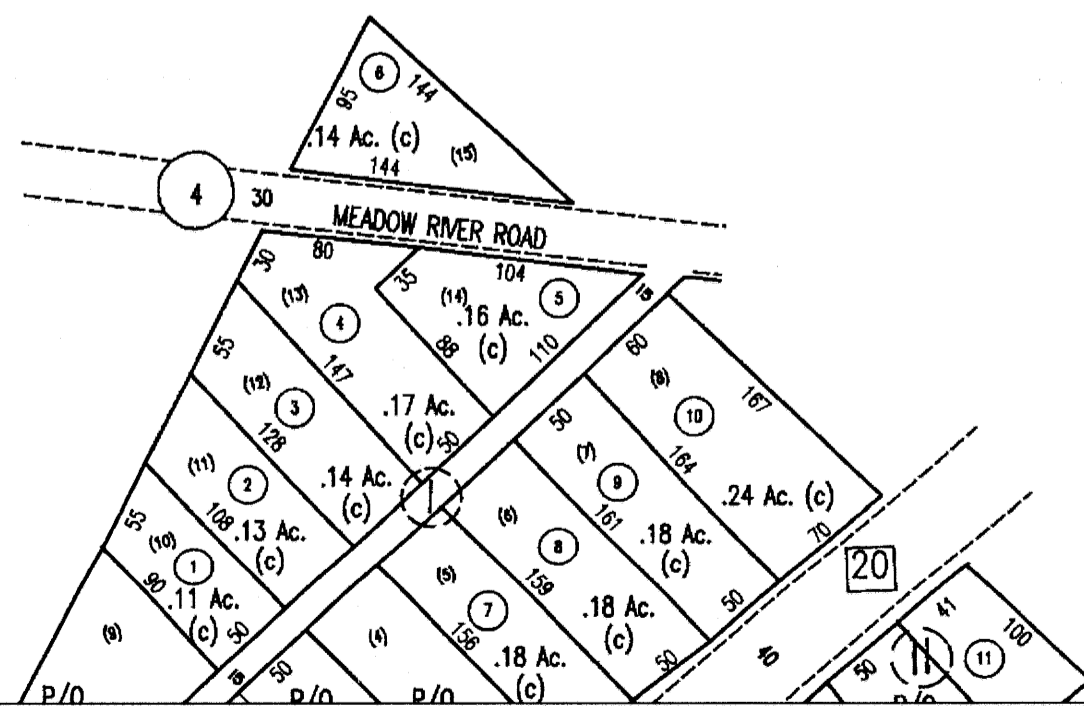 6
144
95
.14 Ac. (c)
(15)
144
4
30
MEADOW RIVER ROAD
80
30
(13)
4
147
.17 Ac.
(c)
50
35
104
(14)
5
.16 Ac.
(c)
88
110
15
55
(12)
3
128
.14 Ac.
(c)
(11)
2
108
.13 Ac.
(c)
55
(10)
1
90
.11 Ac.
(c)
50
(9)
P/O
15
60
(8)
10
167
164
.24 Ac. (c)
70
50
(7)
9
161
.18 Ac.
(c)
50
(6)
8
159
.18 Ac.
(c)
50
(5)
7
156
.18 Ac.
(c)
I
50
(4)
P/O
P/O
20
40
41
100
50
II
11
P/O